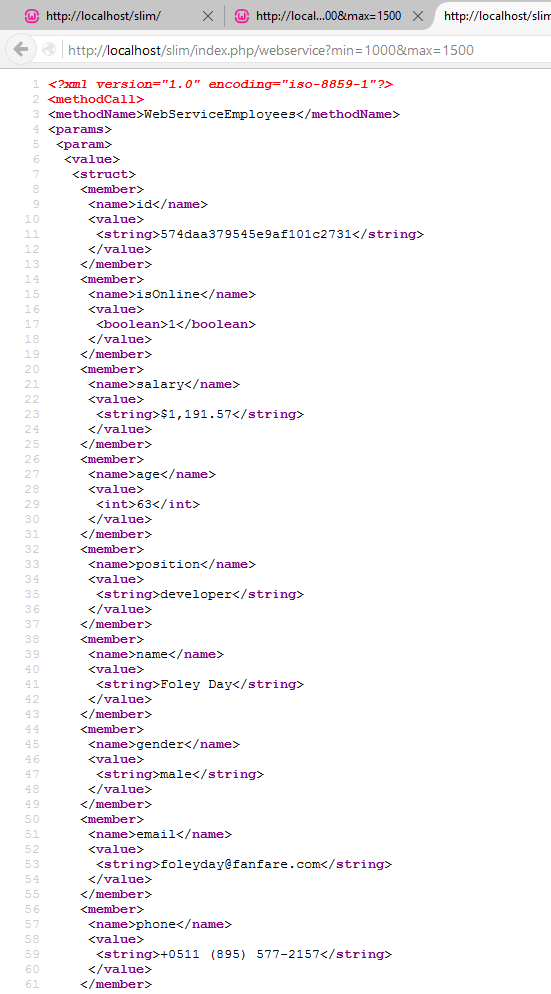 http://localhost/slim/ http://local...00&max=1500 http://localhost/slim
http://localhost/slim/index.php/webservice?min=1000&max=1500
1 <?xml version="1.0" encoding="iso-8859-1"?>
2 <methodCall>
3 <methodName>WebServiceEmployees</methodName>
4 <params>
5 <param>
6 <value>
7 <struct>
8 <member>
9 <name>id</name>
10 <value>
11 <string>574daa379545e9af101c2731</string>
12 </value>
13 </member>
14 <member>
15 <name>isOnline</name>
16 <value>
17 <boolean>1</boolean>
18 </value>
19 </member>
20 <member>
21 <name>salary</name>
22 <value>
23 <string>$1,191.57</string>
24 </value>
25 </member>
26 <member>
27 <name>age</name>
28 <value>
29 <int>63</int>
30 </value>
31 </member>
32 <member>
33 <name>position</name>
34 <value>
35 <string>developer</string>
36 </value>
37 </member>
38 <member>
39 <name>name</name>
40 <value>
41 <string>Foley Day</string>
42 </value>
43 </member>
44 <member>
45 <name>gender</name>
46 <value>
47 <string>male</string>
48 </value>
49 </member>
50 <member>
51 <name>email</name>
52 <value>
53 <string>foleyday@fanfare.com</string>
54 </value>
55 </member>
56 <member>
57 <name>phone</name>
58 <value>
59 <string>+0511 (895) 577-2157</string>
60 </value>
61 </member>